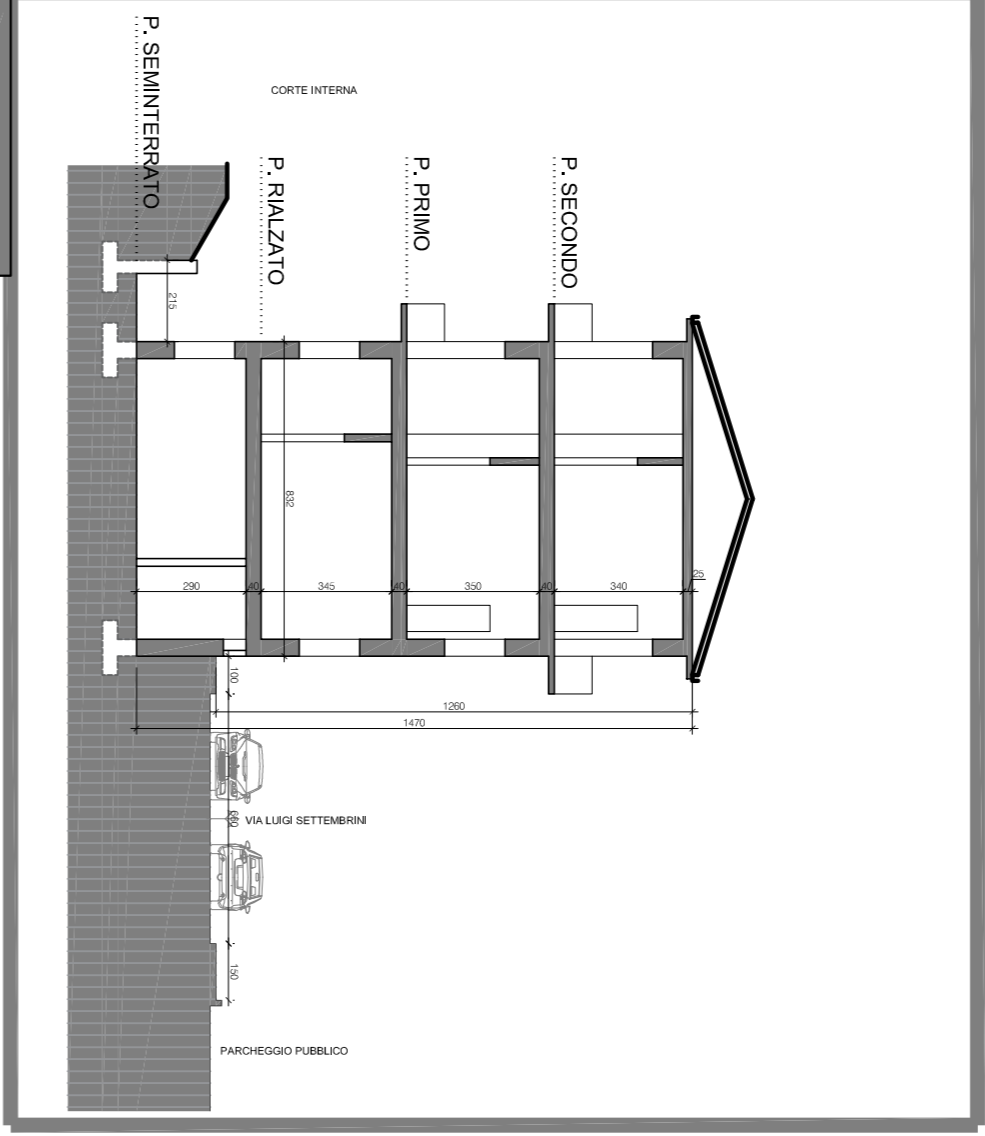 CORTE INTERNA
P. SEMINTERRATO
P. RIALZATO
P. PRIMO
P. SECONDO
215
832
290
40
345
40
350
40
340
25
100
1260
1470
660
VIA LUIGI SETTEMBRINI
150
PARCHEGGIO PUBBLICO